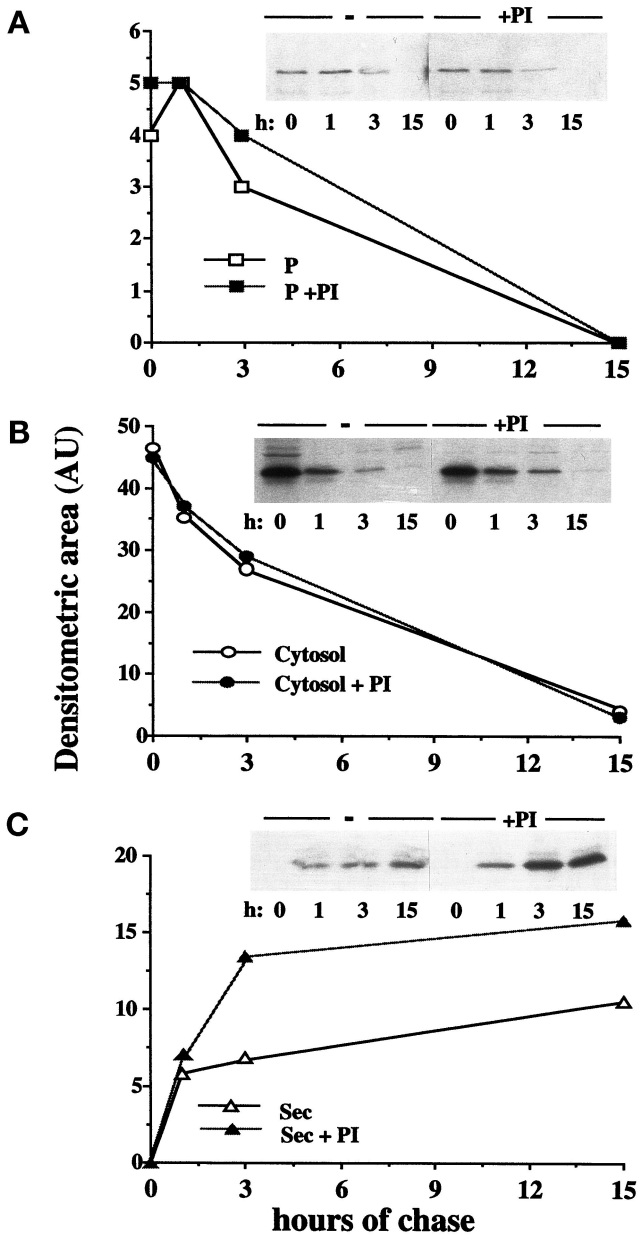 A
- +PI
h: 0 1 3 15 0 1 3 15
6
5
4
3
2
1
0
P
P +PI
0 3 6 9 12 15
B
- +PI
h: 0 1 3 15 0 1 3 15
50
40
30
20
10
0
Cytosol
Cytosol + PI
0 3 6 9 12 15
Densitometric area (AU)
C
- +PI
h: 0 1 3 15 0 1 3 15
20
15
10
5
0
Sec
Sec + PI
0 3 6 9 12 15
hours of chase